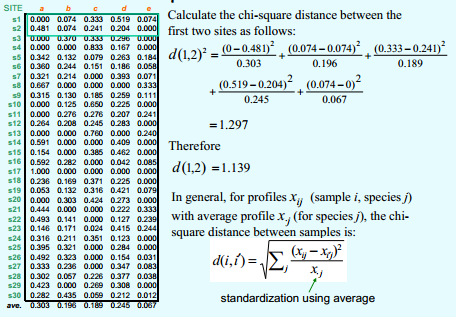 SITE a b c d e
s1 0.000 0.074 0.333 0.519 0.074
s2 0.481 0.074 0.241 0.204 0.000
s3 0.000 0.370 0.333 0.296 0.000
s4 0.000 0.000 0.833 0.167 0.000
s5 0.342 0.132 0.079 0.263 0.184
s6 0.360 0.244 0.151 0.186 0.058
s7 0.321 0.214 0.000 0.393 0.071
s8 0.667 0.000 0.000 0.000 0.333
s9 0.315 0.130 0.185 0.259 0.111
s10 0.000 0.125 0.650 0.225 0.000
s11 0.000 0.276 0.276 0.207 0.241
s12 0.264 0.208 0.245 0.283 0.000
s13 0.000 0.000 0.760 0.000 0.240
s14 0.591 0.000 0.000 0.409 0.000
s15 0.154 0.000 0.385 0.462 0.000
s16 0.592 0.282 0.000 0.042 0.085
s17 1.000 0.000 0.000 0.000 0.000
s18 0.236 0.169 0.371 0.225 0.000
s19 0.053 0.132 0.316 0.421 0.079
s20 0.000 0.303 0.424 0.273 0.000
s21 0.444 0.000 0.000 0.222 0.333
s22 0.493 0.141 0.000 0.127 0.239
s23 0.146 0.171 0.024 0.415 0.244
s24 0.316 0.211 0.351 0.123 0.000
s25 0.395 0.321 0.000 0.284 0.000
s26 0.492 0.323 0.000 0.154 0.031
s27 0.333 0.236 0.000 0.347 0.083
s28 0.302 0.057 0.226 0.377 0.038
s29 0.423 0.000 0.269 0.308 0.000
s30 0.282 0.435 0.059 0.212 0.012
ave. 0.303 0.196 0.189 0.245 0.067
Calculate the chi-square distance between the
first two sites as follows:
d(1,2)² = (0 – 0.481)²/0.303 + (0.074 – 0.074)²/0.196 + (0.333 – 0.241)²/0.189
+ (0.519 – 0.204)²/0.245 + (0.074 – 0)²/0.067
= 1.297
Therefore
d(1,2) = 1.139
In general, for profiles xij (sample i, species j)
with average profile x·j (for species j), the chi-
square distance between samples is:
d(i,i') = √Σj (xij – xi'j)²/x·j
standardization using average